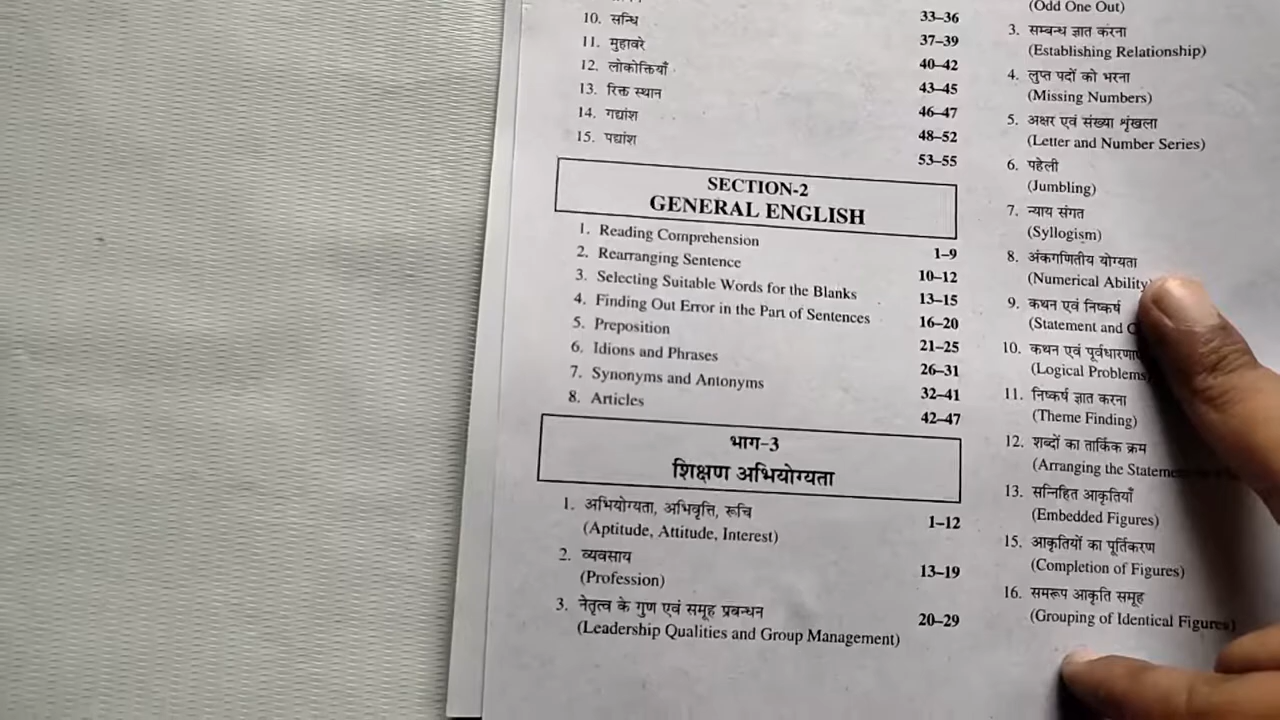 10. सन्धि 33–36
11. मुहावरे 37–39
12. लोकोक्तियाँ 40–42
13. रिक्त स्थान 43–45
14. गद्यांश 46–47
15. पद्यांश 48–52
53–55
SECTION-2
GENERAL ENGLISH
1. Reading Comprehension 1–9
2. Rearranging Sentence 10–12
3. Selecting Suitable Words for the Blanks 13–15
4. Finding Out Error in the Part of Sentences 16–20
5. Preposition 21–25
6. Idions and Phrases 26–31
7. Synonyms and Antonyms 32–41
8. Articles 42–47
भाग-3
शिक्षण अभियोग्यता
1. अभियोग्यता, अभिवृत्ति, रूचि 1–12
(Aptitude, Attitude, Interest)
2. व्यवसाय 13–19
(Profession)
3. नेतृत्व के गुण एवं समूह प्रबन्धन 20–29
(Leadership Qualities and Group Management)
(Odd One Out)
3. सम्बन्ध ज्ञात करना
(Establishing Relationship)
4. लुप्त पदों को भरना
(Missing Numbers)
5. अक्षर एवं संख्या शृंखला
(Letter and Number Series)
6. पहेली
(Jumbling)
7. न्याय संगत
(Syllogism)
8. अंकगणितीय योग्यता
(Numerical Ability)
9. कथन एवं निष्कर्ष
(Statement and
10. कथन एवं
(Logical Problems
11. निष्कर्ष ज्ञात करना
(Theme Finding)
12. शब्दों का तार्किक क्रम
(Arranging the
13. सन्निहित आकृतियाँ
(Embedded Figures)
15. आकृतियों का पूर्तिकरण
(Completion of Figures)
16. समरूप आकृति समूह
(Grouping of Identical Figures)